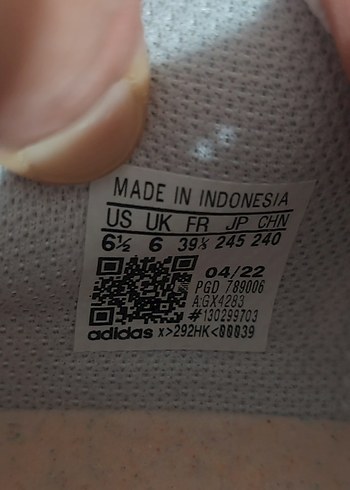 MADE IN INDONESIA
US UK FR JP CHN
6½ 6 39⅓ 245 240
04/22
PGD 789006
A:GX4283
#130299703
adidas x>292HK<00039